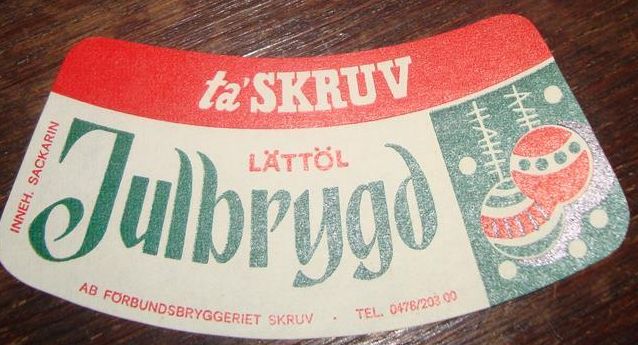 ta' SKRUV
LÄTTÖL
Julbrygd
INNEH. SACKARIN
AB FÖRBUNDSBRYGGERIET SKRUV · TEL. 0478/203 00